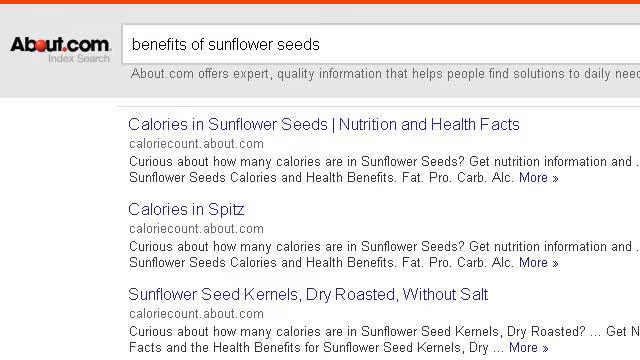 About.com.
Index Search
benefits of sunflower seeds
About.com offers expert, quality information that helps people find solutions to daily nee
Calories in Sunflower Seeds | Nutrition and Health Facts
caloriecount.about.com
Curious about how many calories are in Sunflower Seeds? Get nutrition information and .
Sunflower Seeds Calories and Health Benefits. Fat. Pro. Carb. Alc. More »
Calories in Spitz
caloriecount.about.com
Curious about how many calories are in Sunflower Seeds? Get nutrition information and .
Sunflower Seeds Calories and Health Benefits. Fat. Pro. Carb. Alc. More »
Sunflower Seed Kernels, Dry Roasted, Without Salt
caloriecount.about.com
Curious about how many calories are in Sunflower Seed Kernels, Dry Roasted? ... Get N
Facts and the Health Benefits for Sunflower Seed Kernels, Dry ... More »